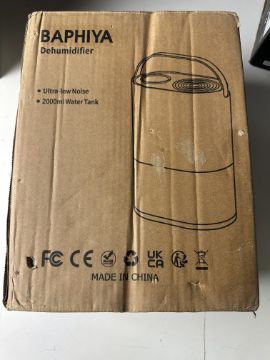 BAPHIYA
Dehumidifier
• Ultra-low Noise
• 2000ml Water Tank
FC CE UK CA
MADE IN CHINA